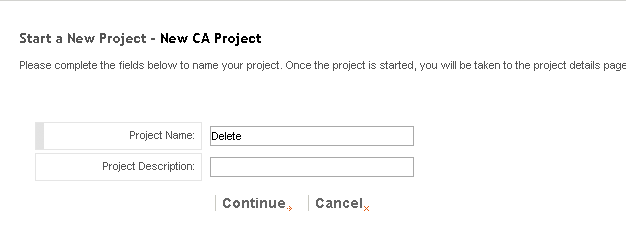 Start a New Project - New CA Project
Please complete the fields below to name your project. Once the project is started, you will be taken to the project details page
Project Name: Delete
Project Description:
Continue Cancel